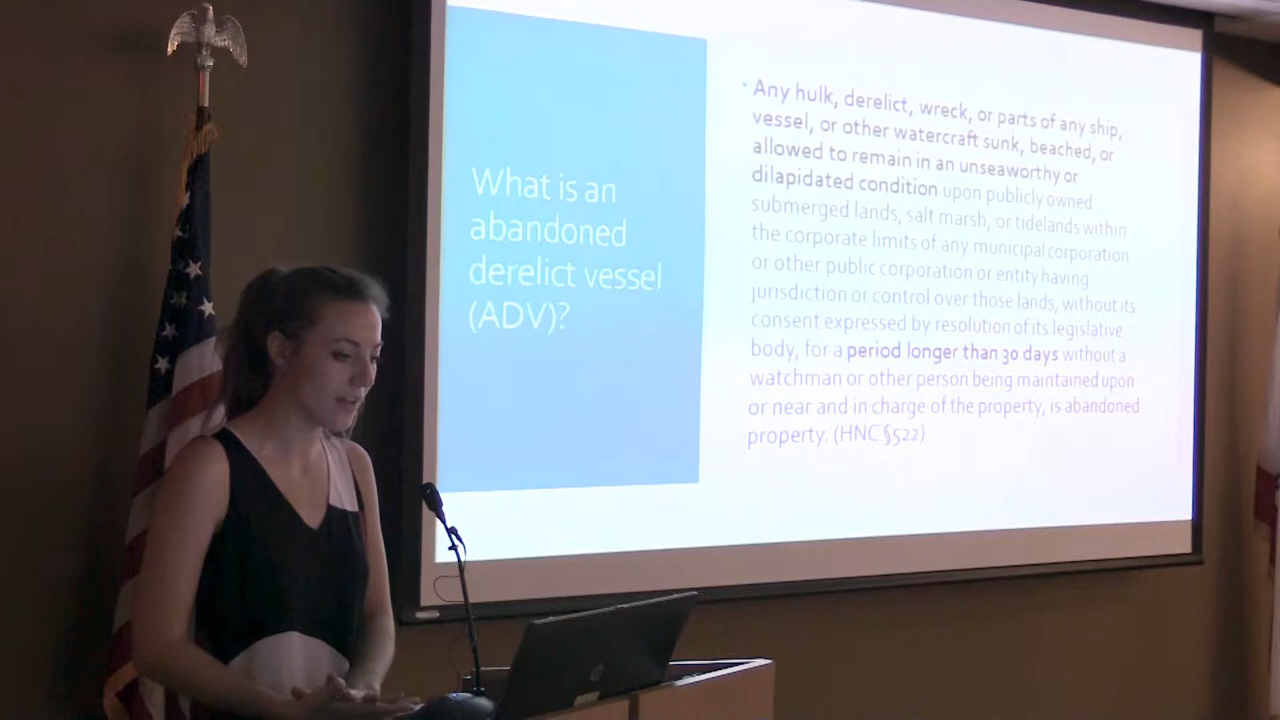 What is an
abandoned
derelict vessel
(ADV)?
• Any hulk, derelict, wreck, or parts of any ship,
vessel, or other watercraft sunk, beached, or
allowed to remain in an unseaworthy or
dilapidated condition upon publicly owned
submerged lands, salt marsh, or tidelands within
the corporate limits of any municipal corporation
or other public corporation or entity having
jurisdiction or control over those lands, without its
consent expressed by resolution of its legislative
body, for a period longer than 30 days without a
watchman or other person being maintained upon
or near and in charge of the property, is abandoned
property. (HNC §522)